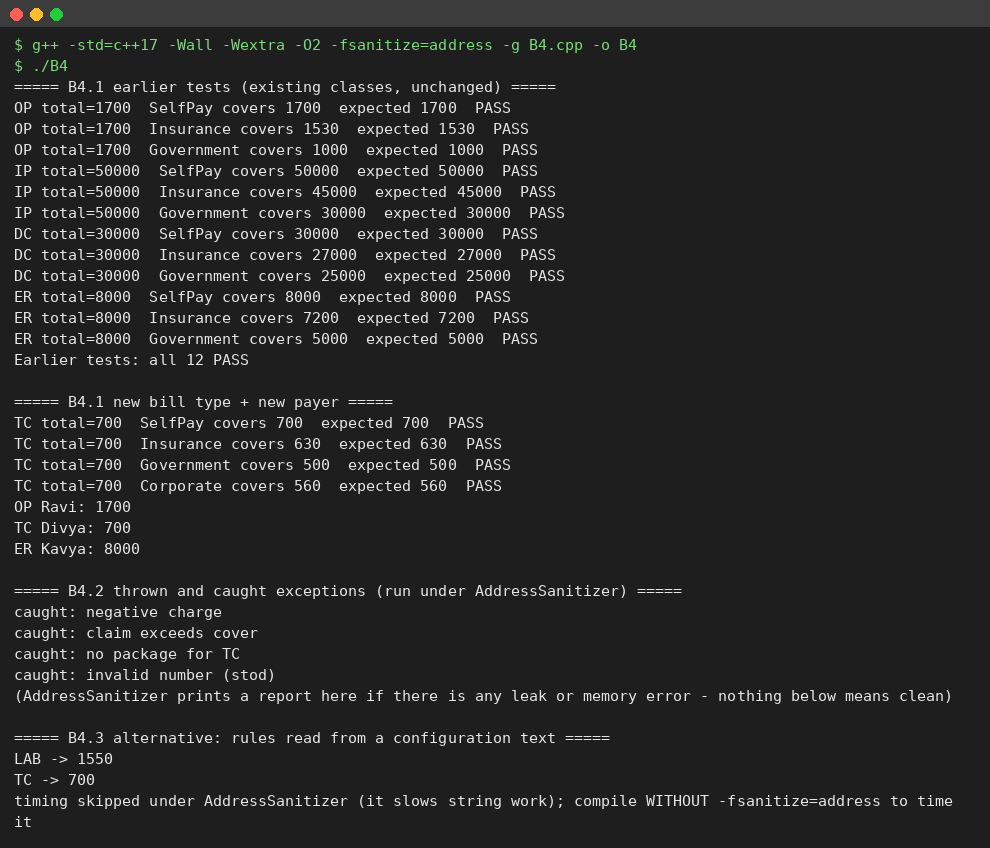 $ g++ -std=c++17 -Wall -Wextra -O2 -fsanitize=address -g B4.cpp -o B4
$ ./B4
===== B4.1 earlier tests (existing classes, unchanged) =====
OP total=1700  SelfPay covers 1700  expected 1700  PASS
OP total=1700  Insurance covers 1530  expected 1530  PASS
OP total=1700  Government covers 1000  expected 1000  PASS
IP total=50000  SelfPay covers 50000  expected 50000  PASS
IP total=50000  Insurance covers 45000  expected 45000  PASS
IP total=50000  Government covers 30000  expected 30000  PASS
DC total=30000  SelfPay covers 30000  expected 30000  PASS
DC total=30000  Insurance covers 27000  expected 27000  PASS
DC total=30000  Government covers 25000  expected 25000  PASS
ER total=8000  SelfPay covers 8000  expected 8000  PASS
ER total=8000  Insurance covers 7200  expected 7200  PASS
ER total=8000  Government covers 5000  expected 5000  PASS
Earlier tests: all 12 PASS

===== B4.1 new bill type + new payer =====
TC total=700  SelfPay covers 700  expected 700  PASS
TC total=700  Insurance covers 630  expected 630  PASS
TC total=700  Government covers 500  expected 500  PASS
TC total=700  Corporate covers 560  expected 560  PASS
OP Ravi: 1700
TC Divya: 700
ER Kavya: 8000

===== B4.2 thrown and caught exceptions (run under AddressSanitizer) =====
caught: negative charge
caught: claim exceeds cover
caught: no package for TC
caught: invalid number (stod)
(AddressSanitizer prints a report here if there is any leak or memory error - nothing below means clean)

===== B4.3 alternative: rules read from a configuration text =====
LAB -> 1550
TC -> 700
timing skipped under AddressSanitizer (it slows string work); compile WITHOUT -fsanitize=address to time
it